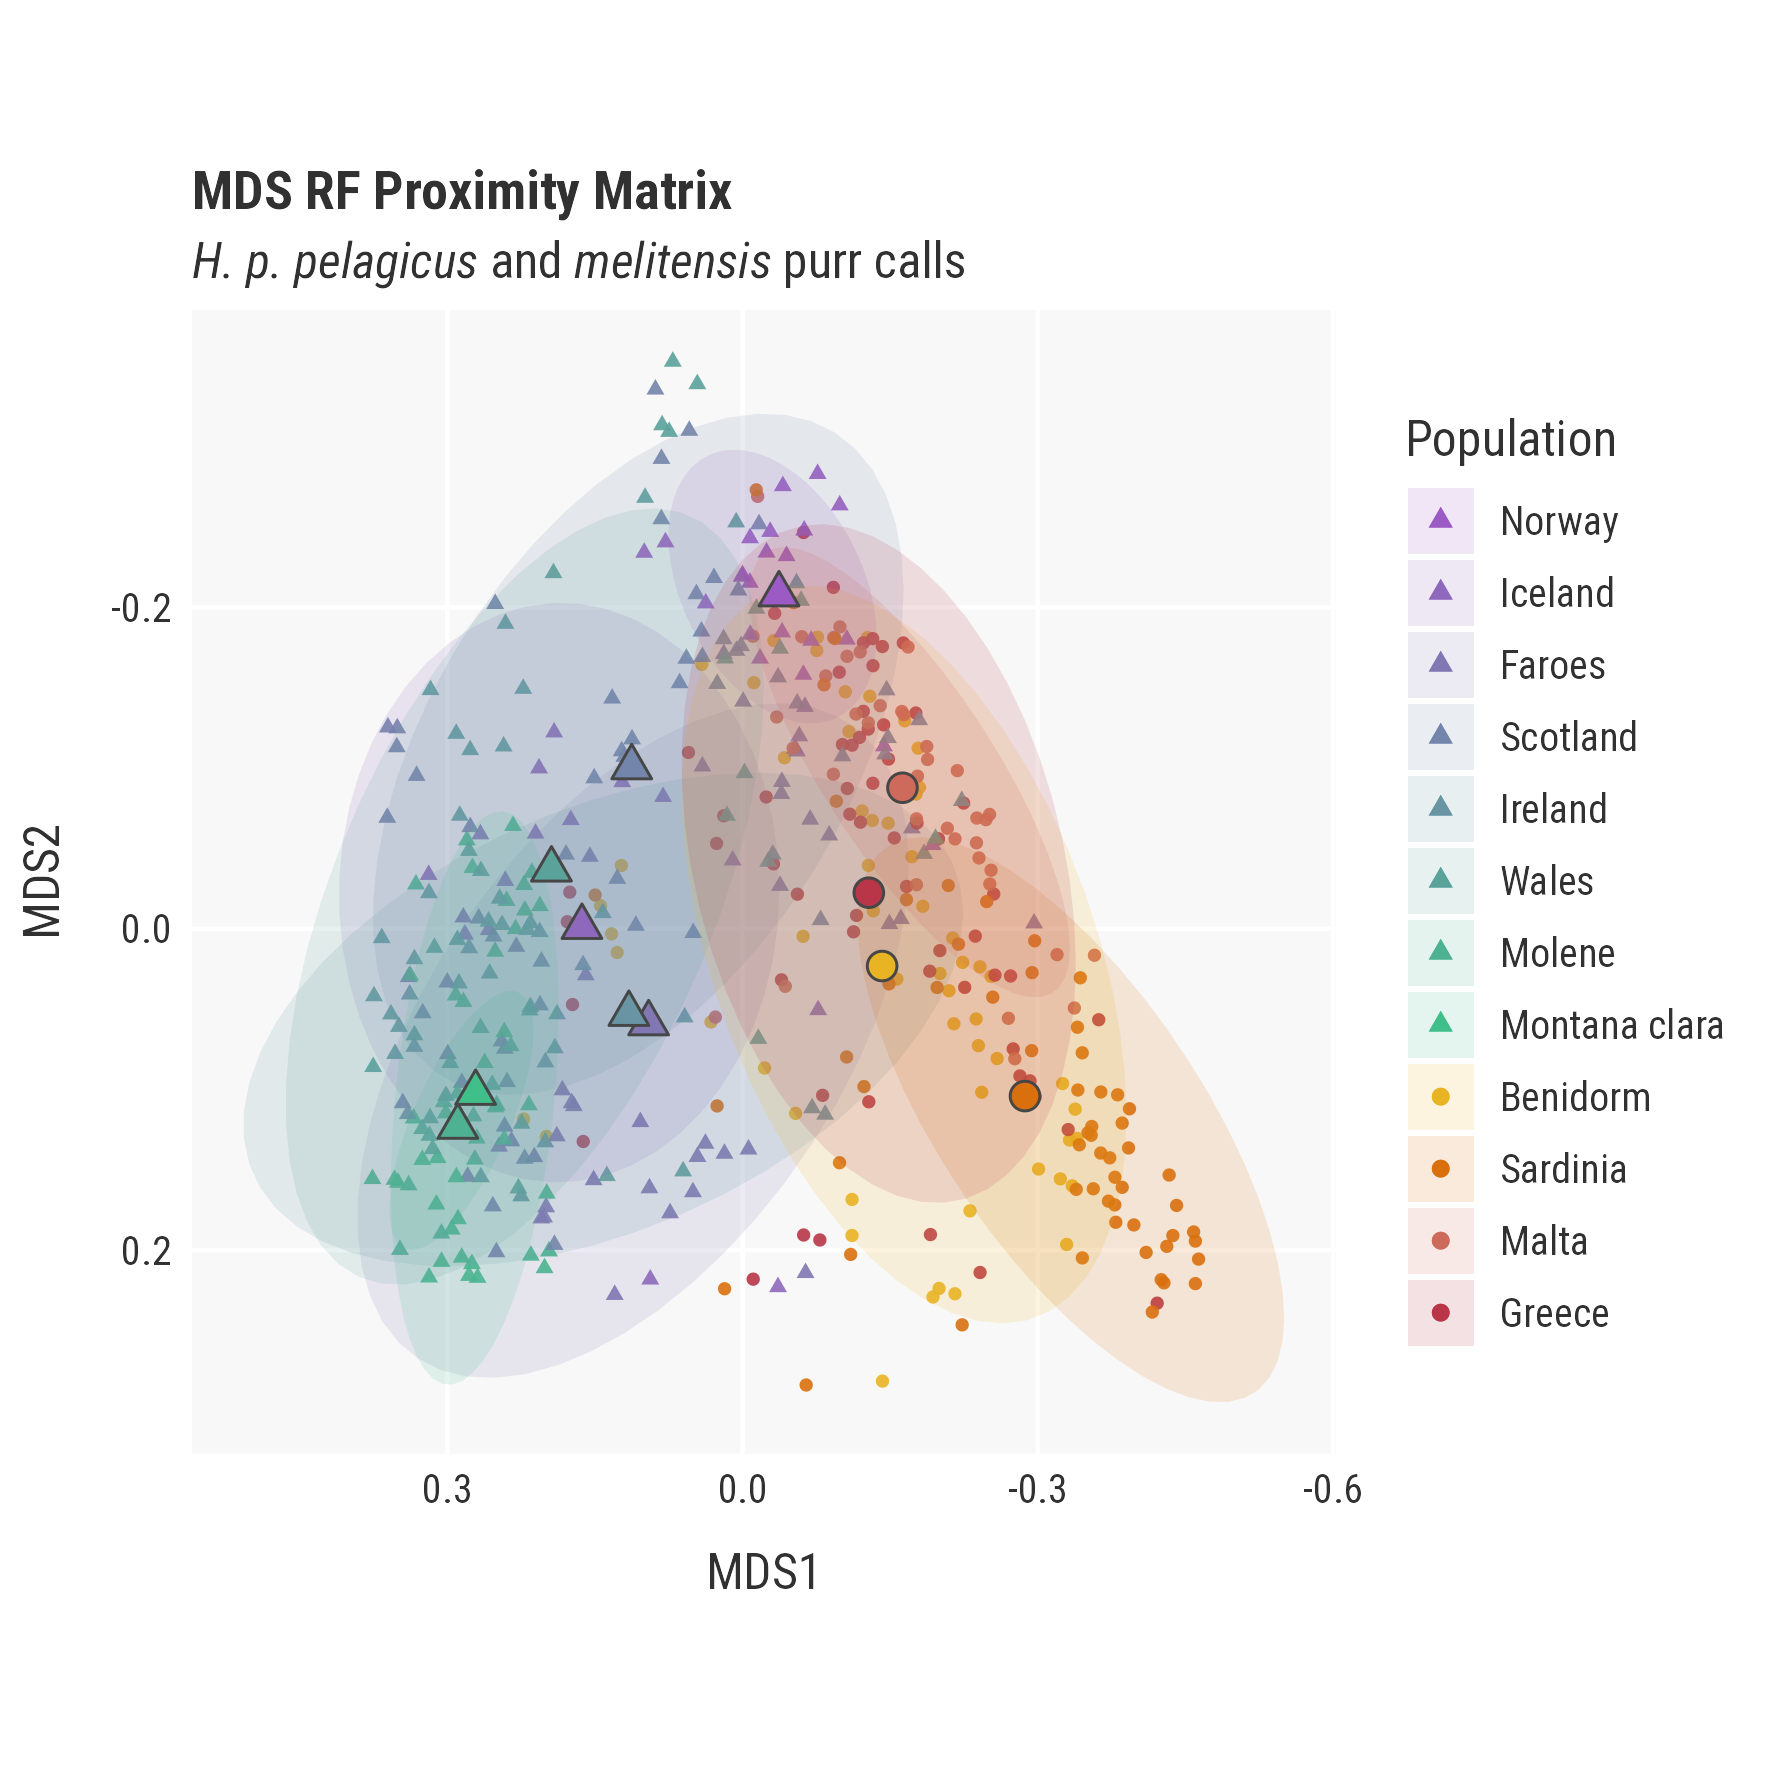 MDS RF Proximity Matrix
H. p. pelagicus and melitensis purr calls
Population
Norway
Iceland
Faroes
Scotland
Ireland
Wales
Molene
Montana clara
Benidorm
Sardinia
Malta
Greece
MDS2
-0.2
0.0
0.2
0.3
0.0
-0.3
-0.6
MDS1